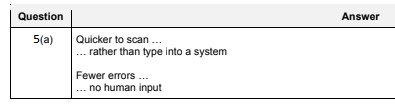 Question Answer
5(a) Quicker to scan …
… rather than type into a system
Fewer errors …
… no human input